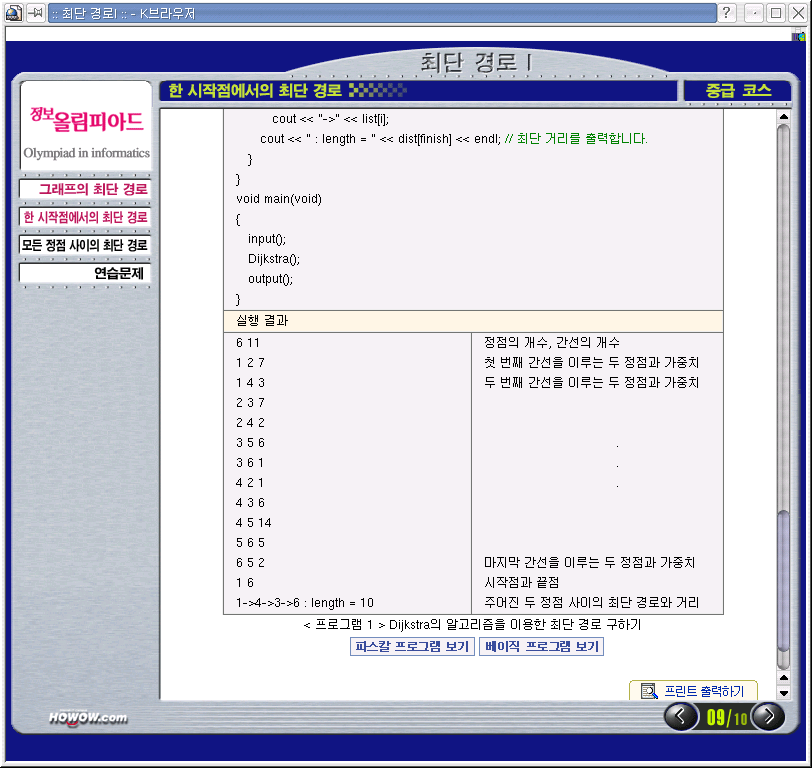 :: 최단 경로Ⅰ :: - K브라우저
최단 경로Ⅰ
한 시작점에서의 최단 경로
중급 코스
정보올림피아드
Olympiad in informatics
그래프의 최단 경로
한 시작점에서의 최단 경로
모든 정점 사이의 최단 경로
연습문제
cout << "->" << list[i];
cout << " : length = " << dist[finish] << endl; // 최단 거리를 출력합니다.
}
}
void main(void)
{
input();
Dijkstra();
output();
}
실행 결과
6 11 정점의 개수, 간선의 개수
1 2 7 첫 번째 간선을 이루는 두 정점과 가중치
1 4 3 두 번째 간선을 이루는 두 정점과 가중치
2 3 7
2 4 2
3 5 6 .
3 6 1 .
4 2 1 .
4 3 6
4 5 14
5 6 5
6 5 2 마지막 간선을 이루는 두 정점과 가중치
1 6 시작점과 끝점
1->4->3->6 : length = 10 주어진 두 정점 사이의 최단 경로와 거리
< 프로그램 1 > Dijkstra의 알고리즘을 이용한 최단 경로 구하기
파스칼 프로그램 보기 베이직 프로그램 보기
프린트 출력하기
HOWOW.com
09/10